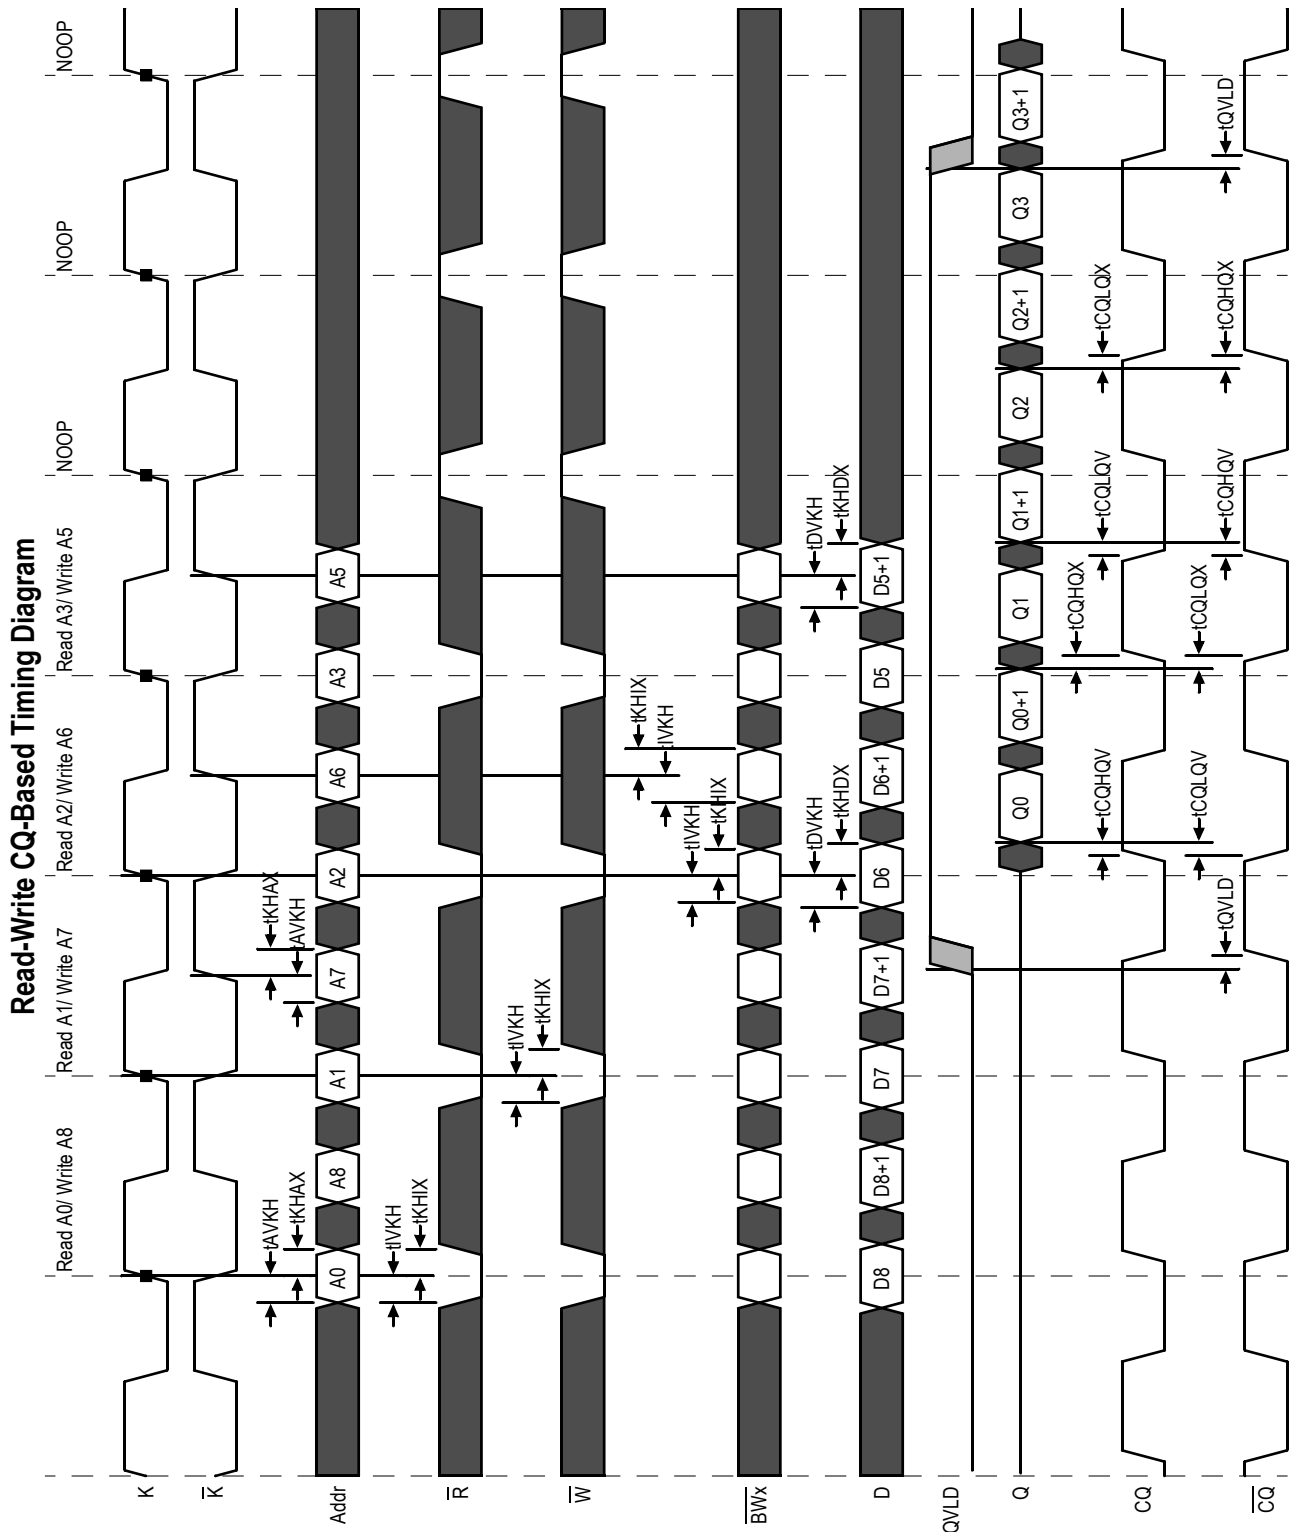 Read-Write CQ-Based Timing Diagram
Read A0/ Write A8 Read A1/ Write A7 Read A2/ Write A6 Read A3/ Write A5 NOOP NOOP NOOP
K
K̅
tAVKH tKHAX
tKHAX tAVKH
Addr A0 A8 A1 A7 A2 A6 A3 A5
tIVKH
tKHIX
R̅
tIVKH
tKHIX
W̅
tKHIX
tIVKH
tIVKH
tKHIX
B̅W̅x̅
tDVKH tDVKH
tKHDX tKHDX
D D8 D8+1 D7 D7+1 D6 D6+1 D5 D5+1
QVLD
Q Q0 Q0+1 Q1 Q1+1 Q2 Q2+1 Q3 Q3+1
tCQHQX
tCQHQV tCQLQV tCQLQX
CQ
tCQLQV tCQLQX
tQVLD tCQHQV tCQHQX tQVLD
C̅Q̅